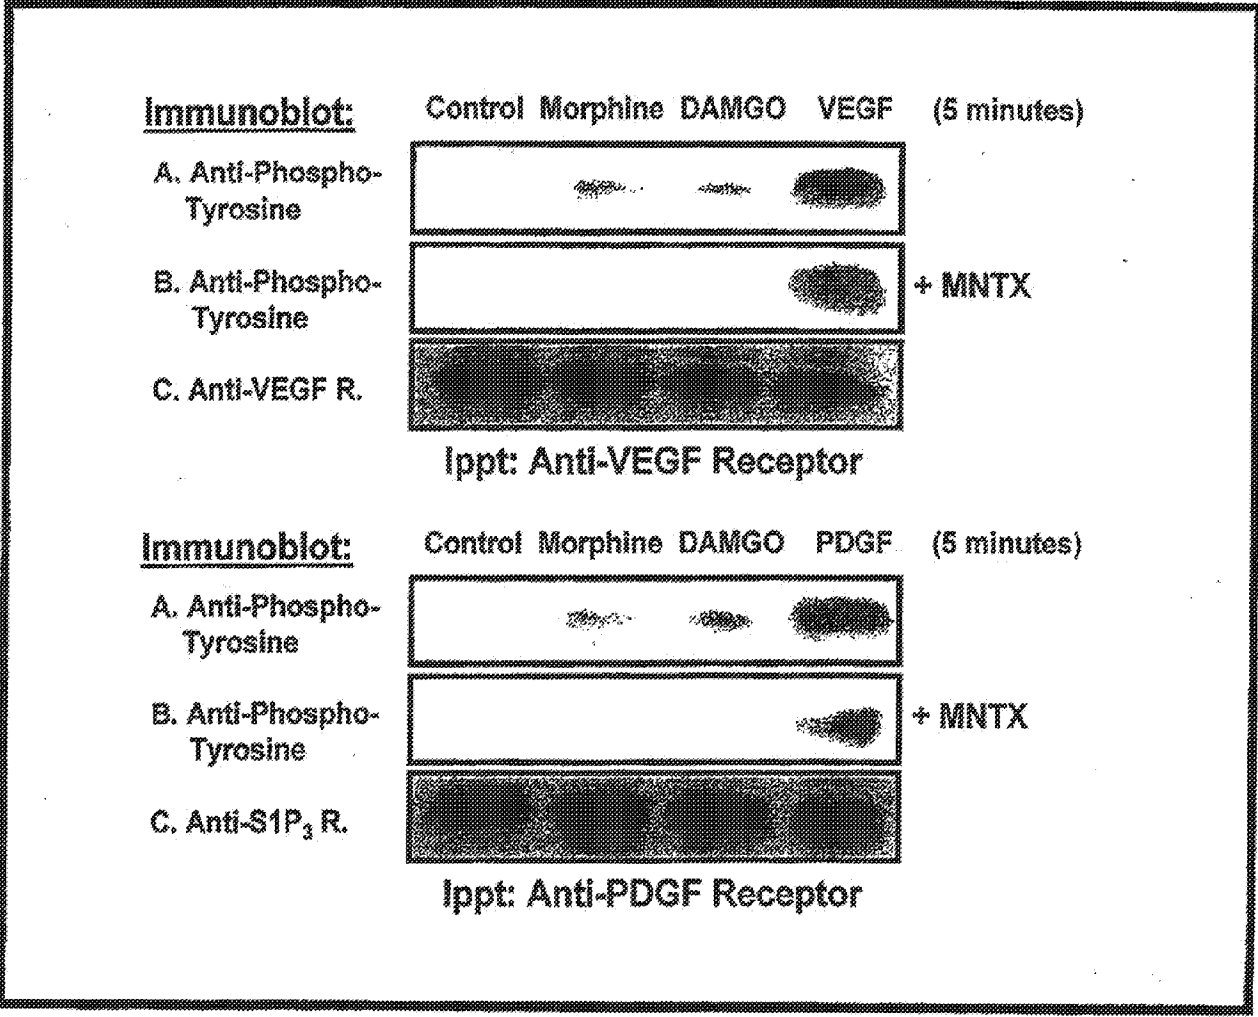 Immunoblot: Control Morphine DAMGO VEGF (5 minutes)
A. Anti-Phospho-
Tyrosine
B. Anti-Phospho-
Tyrosine
+ MNTX
C. Anti-VEGF R.
Ippt: Anti-VEGF Receptor
Immunoblot: Control Morphine DAMGO PDGF (5 minutes)
A. Anti-Phospho-
Tyrosine
B. Anti-Phospho-
Tyrosine
+ MNTX
C. Anti-S1P₃ R.
Ippt: Anti-PDGF Receptor